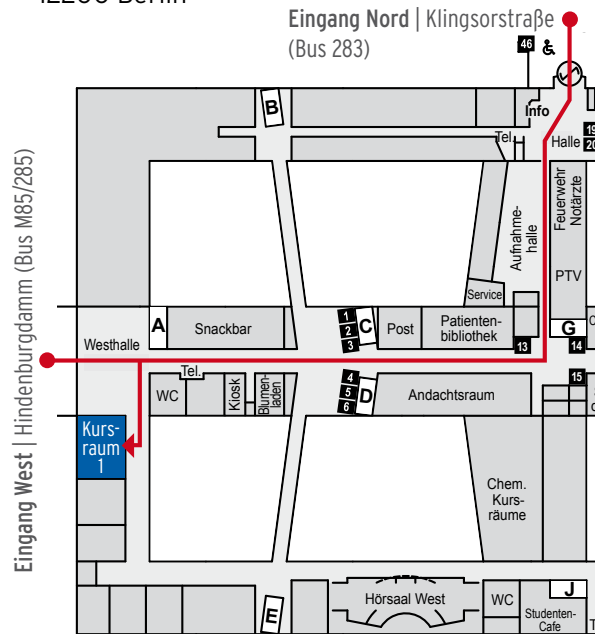 12200 Berlin
Eingang Nord | Klingsorstraße
(Bus 283)
46
B
Info
Tel.
Halle
19
20
Eingang West | Hindenburgdamm (Bus M85/285)
Aufnahme-
halle
Feuerwehr
Notärzte
PTV
Service
A
Snackbar
1
2
3
C
Post
Patienten-
bibliothek
13
G
14
Westhalle
Tel.
WC
Kiosk
Blumen-
laden
4
5
6
D
Andachtsraum
15
Kurs-
raum
1
Chem.
Kurs-
räume
E
Hörsaal West
WC
J
Studenten-
Cafe